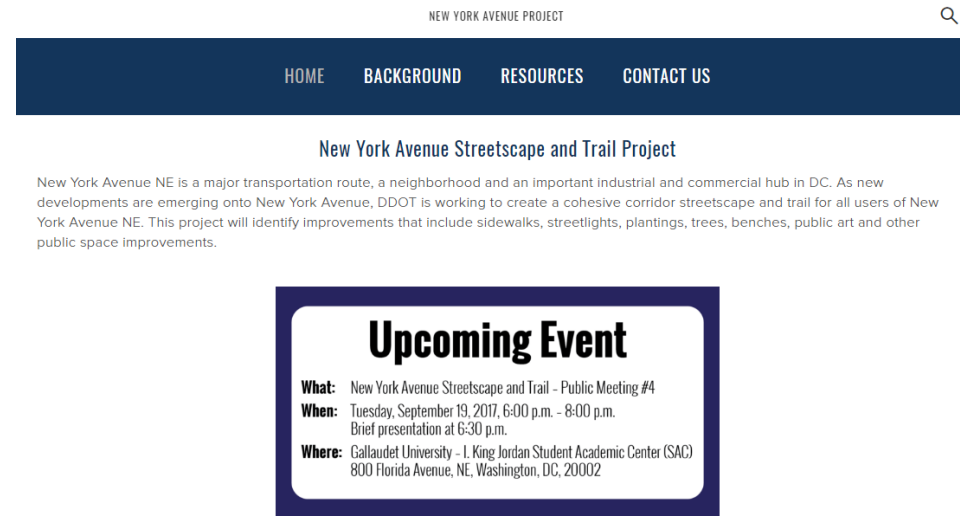 NEW YORK AVENUE PROJECT
HOME BACKGROUND RESOURCES CONTACT US
New York Avenue Streetscape and Trail Project
New York Avenue NE is a major transportation route, a neighborhood and an important industrial and commercial hub in DC. As new
developments are emerging onto New York Avenue, DDOT is working to create a cohesive corridor streetscape and trail for all users of New
York Avenue NE. This project will identify improvements that include sidewalks, streetlights, plantings, trees, benches, public art and other
public space improvements.
Upcoming Event
What: New York Avenue Streetscape and Trail - Public Meeting #4
When: Tuesday, September 19, 2017, 6:00 p.m. - 8:00 p.m.
Brief presentation at 6:30 p.m.
Where: Gallaudet University - I. King Jordan Student Academic Center (SAC)
800 Florida Avenue, NE, Washington, DC, 20002